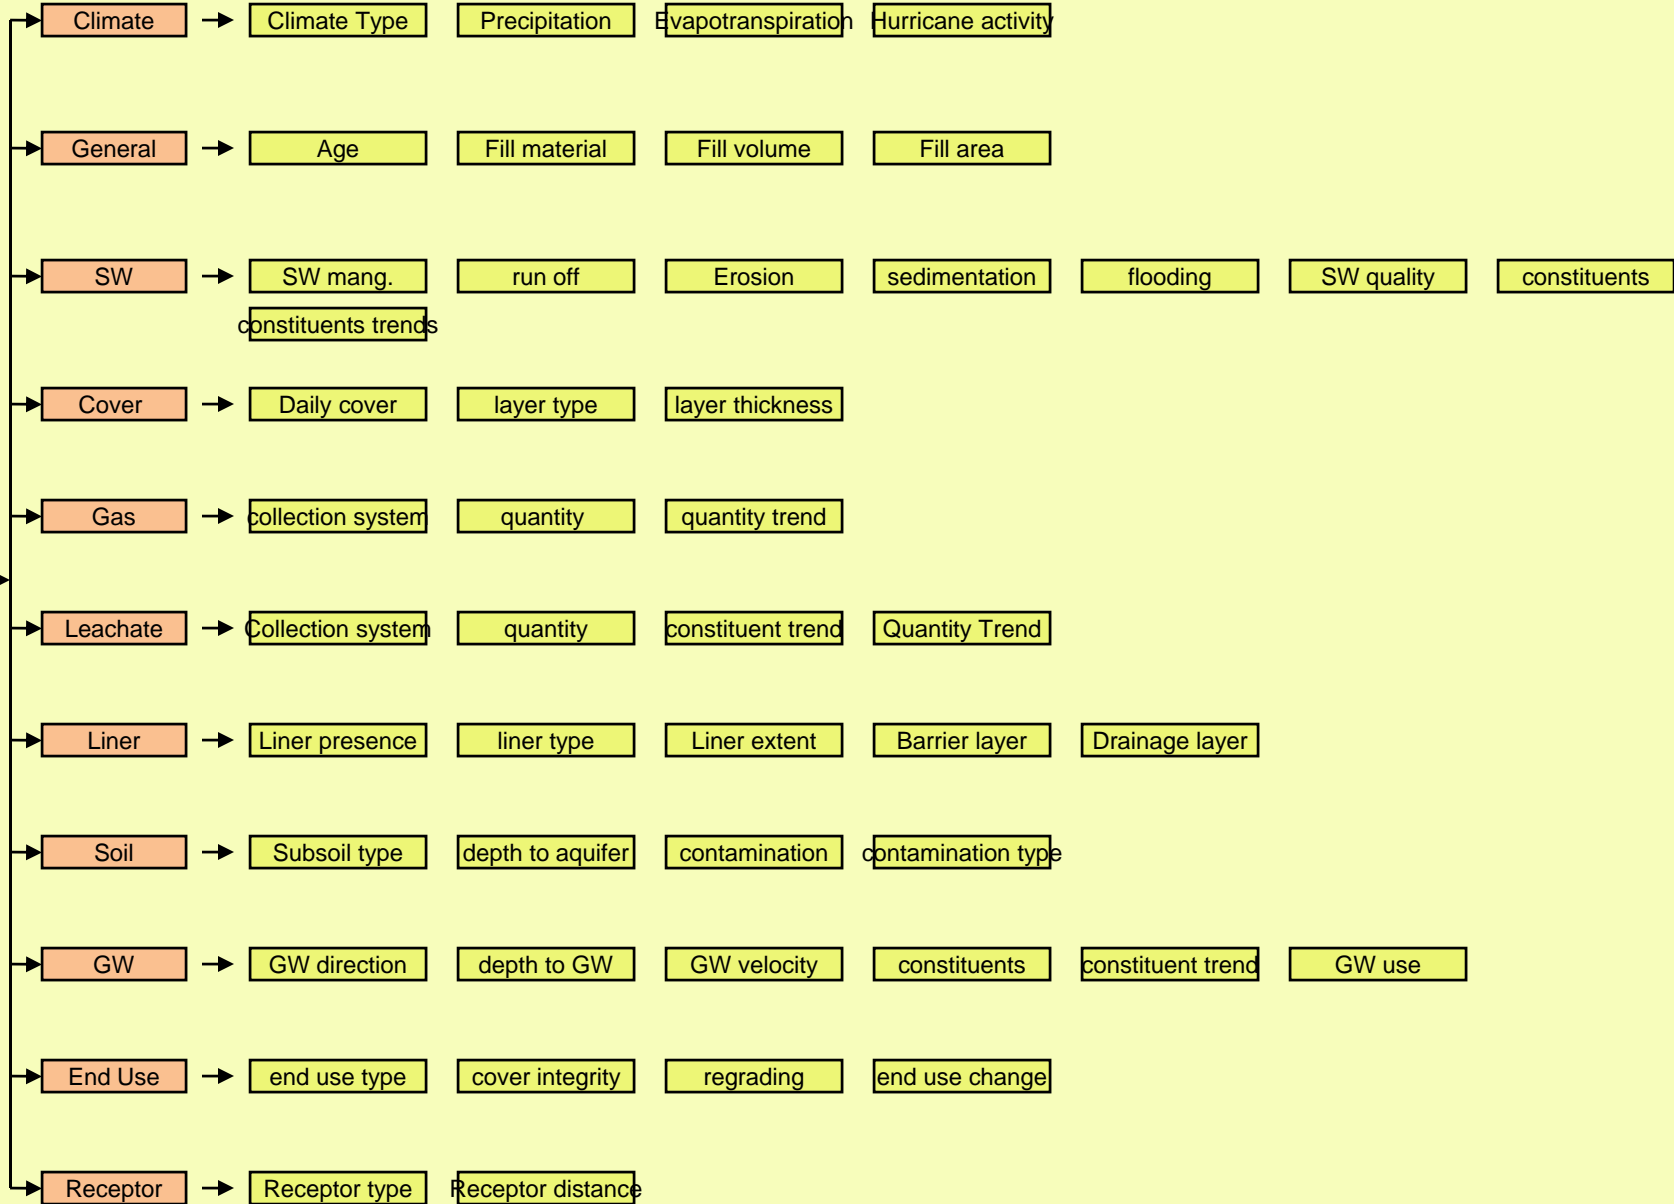 Climate Climate Type Precipitation Evapotranspiration Hurricane activity
General Age Fill material Fill volume Fill area
SW SW mang. run off Erosion sedimentation flooding SW quality constituents
constituents trends
Cover Daily cover layer type layer thickness
Gas collection system quantity quantity trend
Leachate Collection system quantity constituent trend Quantity Trend
Liner Liner presence liner type Liner extent Barrier layer Drainage layer
Soil Subsoil type depth to aquifer contamination contamination type
GW GW direction depth to GW GW velocity constituents constituent trend GW use
End Use end use type cover integrity regrading end use change
Receptor Receptor type Receptor distance